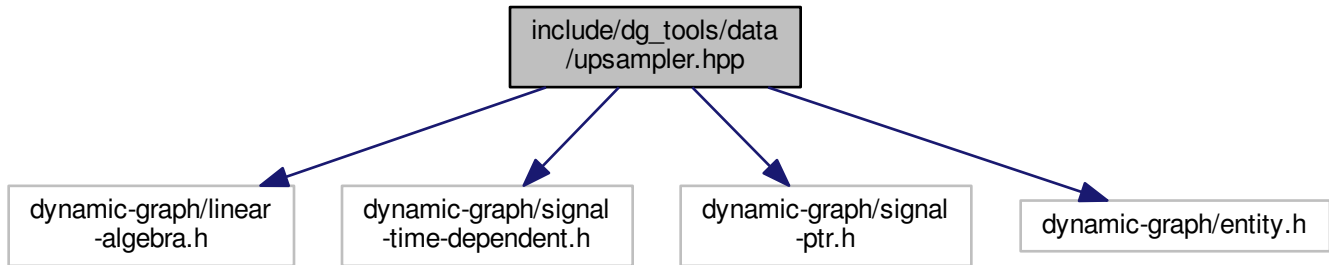 include/dg_tools/data
/upsampler.hpp
dynamic-graph/linear
-algebra.h
dynamic-graph/signal
-time-dependent.h
dynamic-graph/signal
-ptr.h
dynamic-graph/entity.h